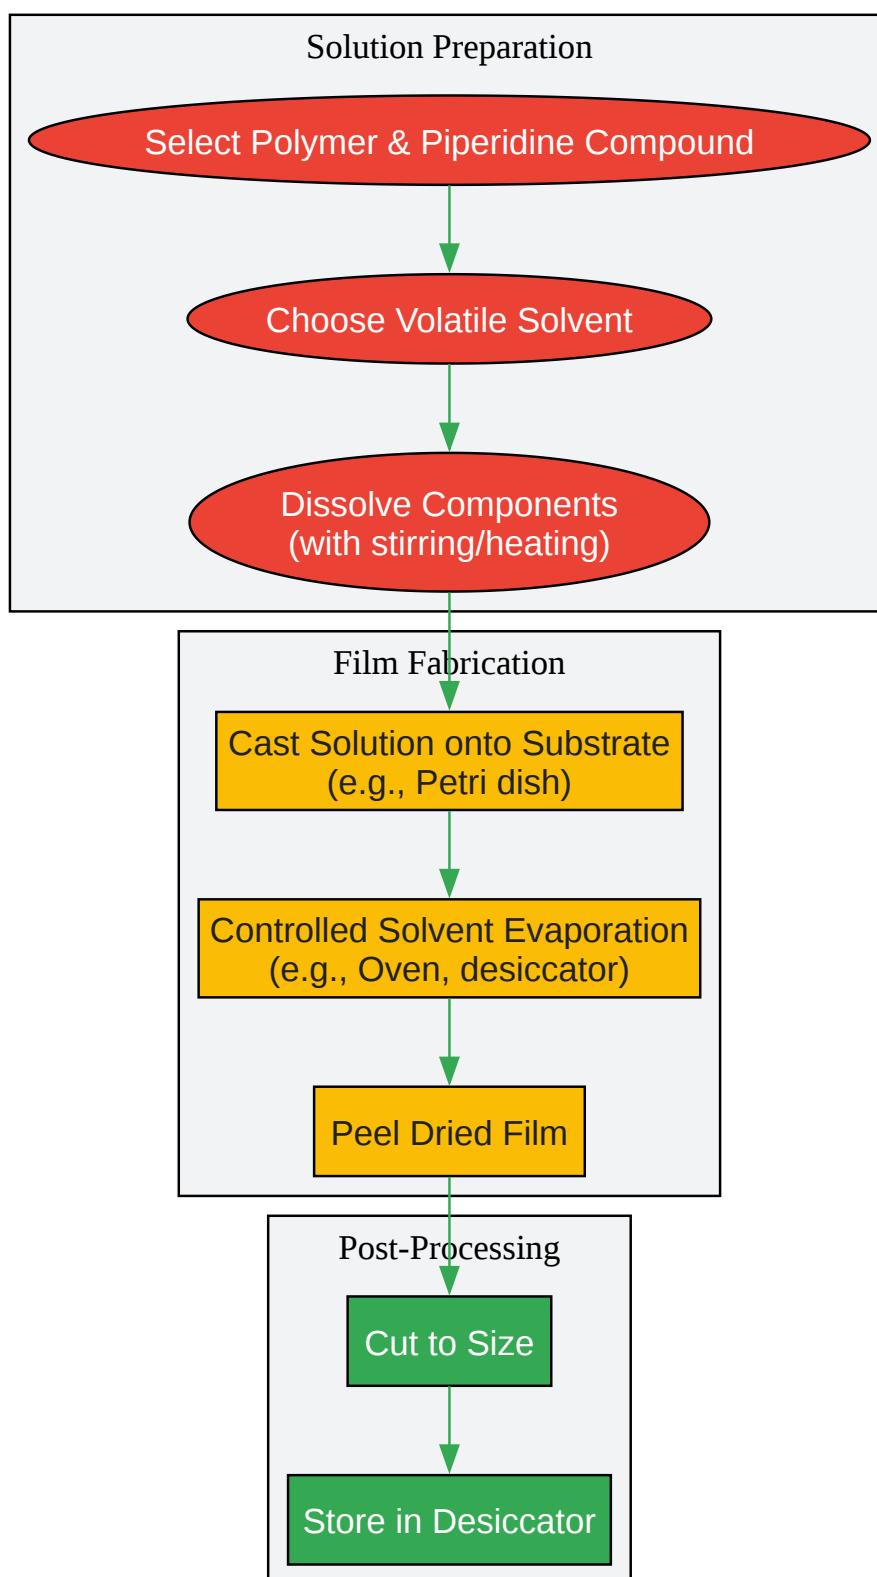 Solution Preparation
Select Polymer & Piperidine Compound
Choose Volatile Solvent
Dissolve Components
(with stirring/heating)
Film Fabrication
Cast Solution onto Substrate
(e.g., Petri dish)
Controlled Solvent Evaporation
(e.g., Oven, desiccator)
Peel Dried Film
Post-Processing
Cut to Size
Store in Desiccator